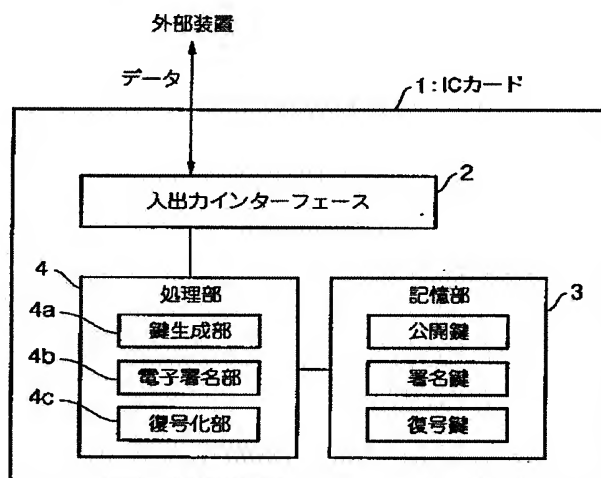 外部装置
データ
1:ICカード
2
入出力インターフェース
4
処理部
記憶部
3
4a
鍵生成部
公開鍵
4b
電子署名部
署名鍵
4c
復号化部
復号鍵